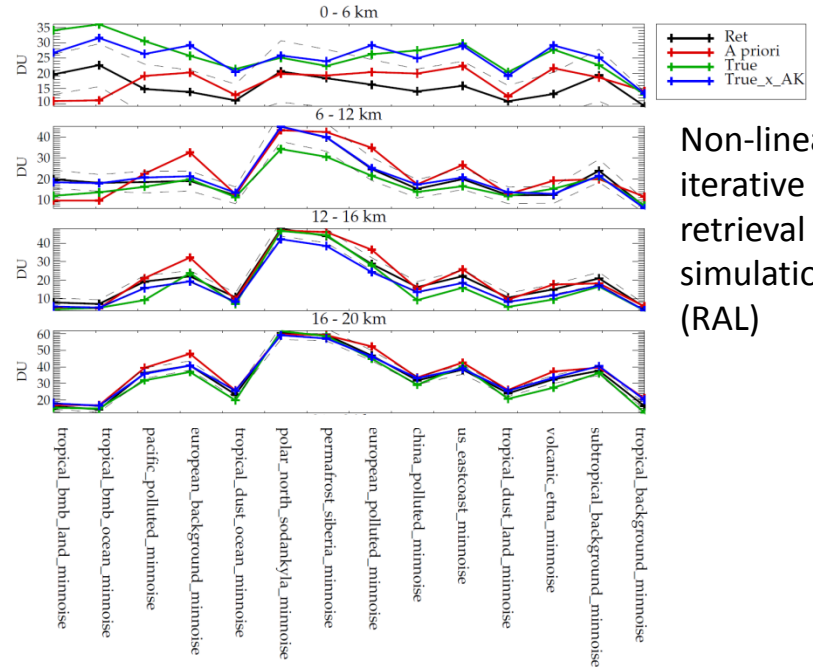 0 - 6 km
35
30
25
20
15
10
DU
Ret
A priori
True
True_x_AK
6 - 12 km
40
30
20
10
DU
12 - 16 km
40
30
20
10
DU
16 - 20 km
60
50
40
30
20
DU
Non-linea
iterative
retrieval
simulatio
(RAL)
tropical_bmb_land_minnoise
tropical_bmb_ocean_minnoise
pacific_polluted_minnoise
european_background_minnoise
tropical_dust_ocean_minnoise
polar_north_sodankyla_minnoise
permafrost_siberia_minnoise
european_polluted_minnoise
china_polluted_minnoise
us_eastcoast_minnoise
tropical_dust_land_minnoise
volcanic_etna_minnoise
subtropical_background_minnoise
tropical_background_minnoise